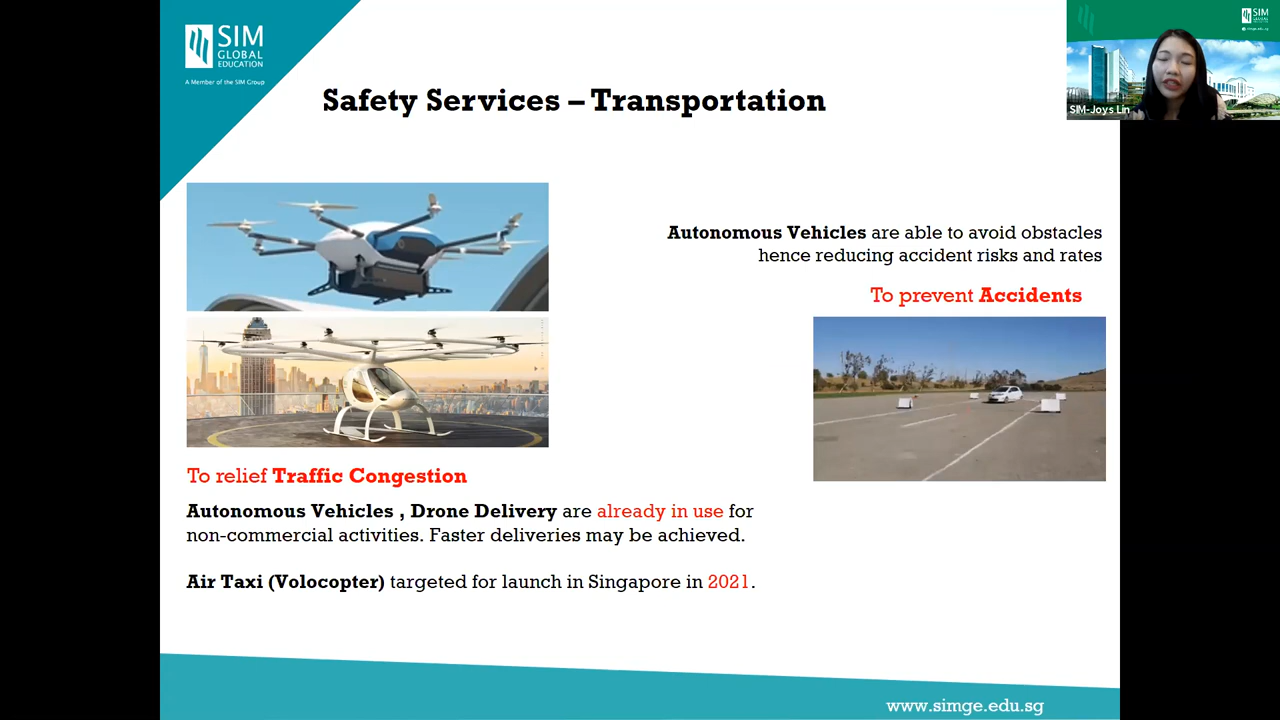 SIM
GLOBAL
EDUCATION
A Member of the SIM Group
Safety Services – Transportation
SIM
SIM-Joys Lin
Autonomous Vehicles are able to avoid obstacles
hence reducing accident risks and rates
To prevent Accidents
To relief Traffic Congestion
Autonomous Vehicles , Drone Delivery are already in use for
non-commercial activities. Faster deliveries may be achieved.
Air Taxi (Volocopter) targeted for launch in Singapore in 2021.
www.simge.edu.sg